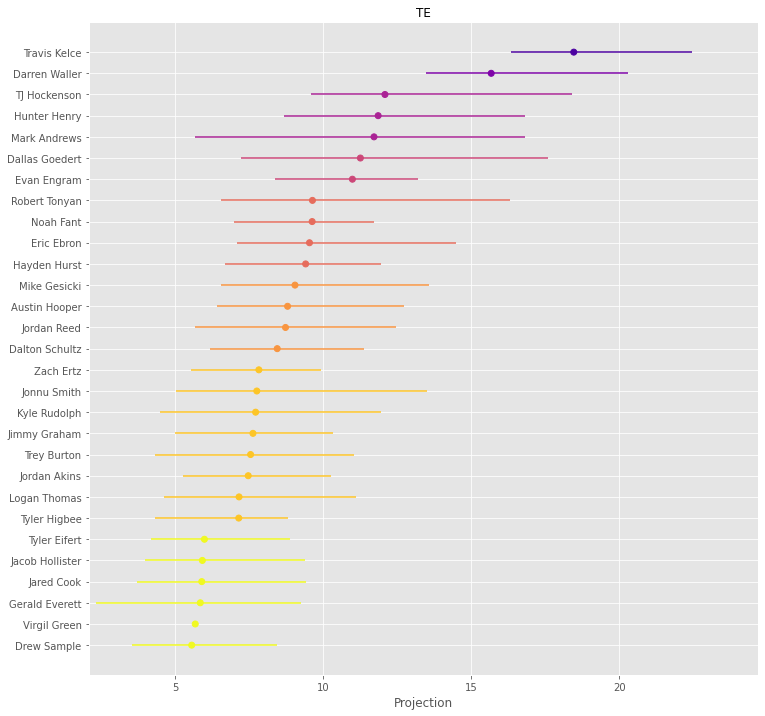 TE
Travis Kelce
Darren Waller
TJ Hockenson
Hunter Henry
Mark Andrews
Dallas Goedert
Evan Engram
Robert Tonyan
Noah Fant
Eric Ebron
Hayden Hurst
Mike Gesicki
Austin Hooper
Jordan Reed
Dalton Schultz
Zach Ertz
Jonnu Smith
Kyle Rudolph
Jimmy Graham
Trey Burton
Jordan Akins
Logan Thomas
Tyler Higbee
Tyler Eifert
Jacob Hollister
Jared Cook
Gerald Everett
Virgil Green
Drew Sample
5 10 15 20
Projection